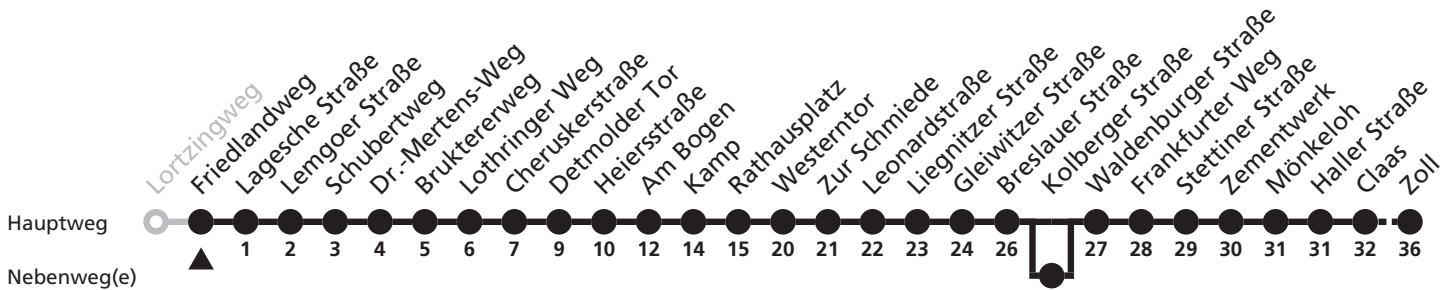 Lortzingweg
Friedlandweg
Lagesche Straße
Lemgoer Straße
Schubertweg
Dr.-Mertens-Weg
Bruktererweg
Lothringer Weg
Cheruskerstraße
Detmolder Tor
Heiersstraße
Am Bogen
Kamp
Rathausplatz
Westerntor
Zur Schmiede
Leonardstraße
Liegnitzer Straße
Gleiwitzer Straße
Breslauer Straße
Kolberger Straße
Waldenburger Straße
Frankfurter Weg
Stettiner Straße
Zementwerk
Mönkeloh
Haller Straße
Claas
Zoll
Hauptweg
1 2 3 4 5 6 7 9 10 12 14 15 20 21 22 23 24 26 27 28 29 30 31 31 32 36
Nebenweg(e)